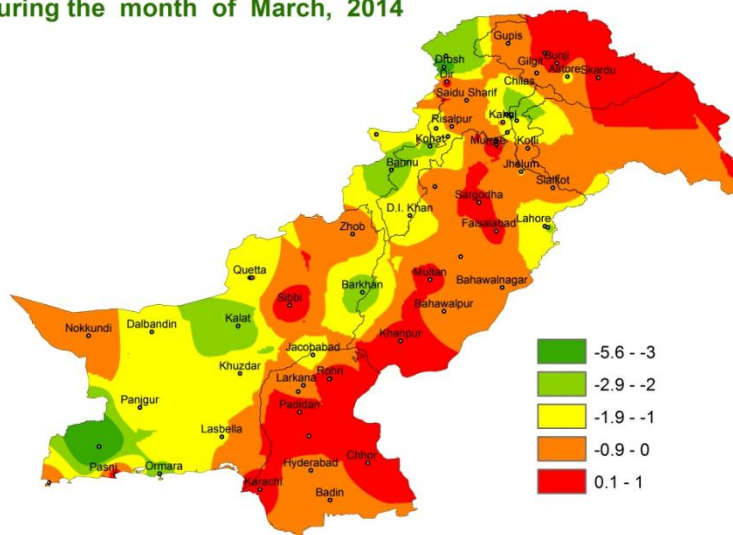 uring the month of March, 2014
Gupis
Drosh
Bunji
Gilgit
Dir
Astore Skardu
Chilas
Saidu Sharif
Risalpur
Kohat
Kotli
Bannu
Jhelum
Sialkot
Sargodha
D.I. Khan
Lahore
Faisalabad
Zhob
Quetta
Multan
Barkhan
Bahawalnagar
Sibbi
Bahawalpur
Kalat
Dalbandin
Nokkundi
Khanpur
Jacobabad
Khuzdar
Rohri
Larkana
Panjgur
Padidan
Lasbella
Chhor
Pasni
Ormara
Hyderabad
Karachi
Badin
-5.6 - -3
-2.9 - -2
-1.9 - -1
-0.9 - 0
0.1 - 1